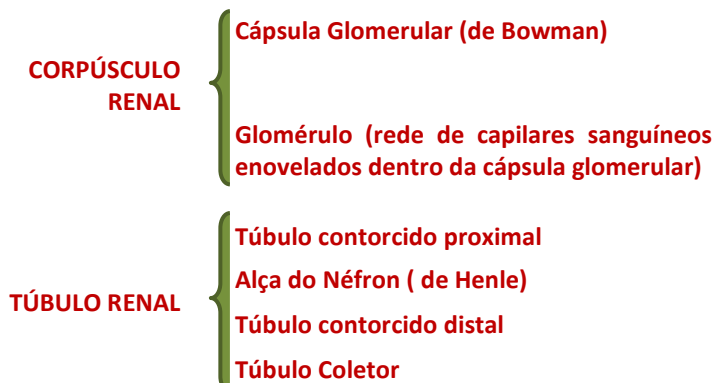 CORPÚSCULO
RENAL
Cápsula Glomerular (de Bowman)
Glomérulo (rede de capilares sanguíneos
enovelados dentro da cápsula glomerular)
TÚBULO RENAL
Túbulo contorcido proximal
Alça do Néfron ( de Henle)
Túbulo contorcido distal
Túbulo Coletor